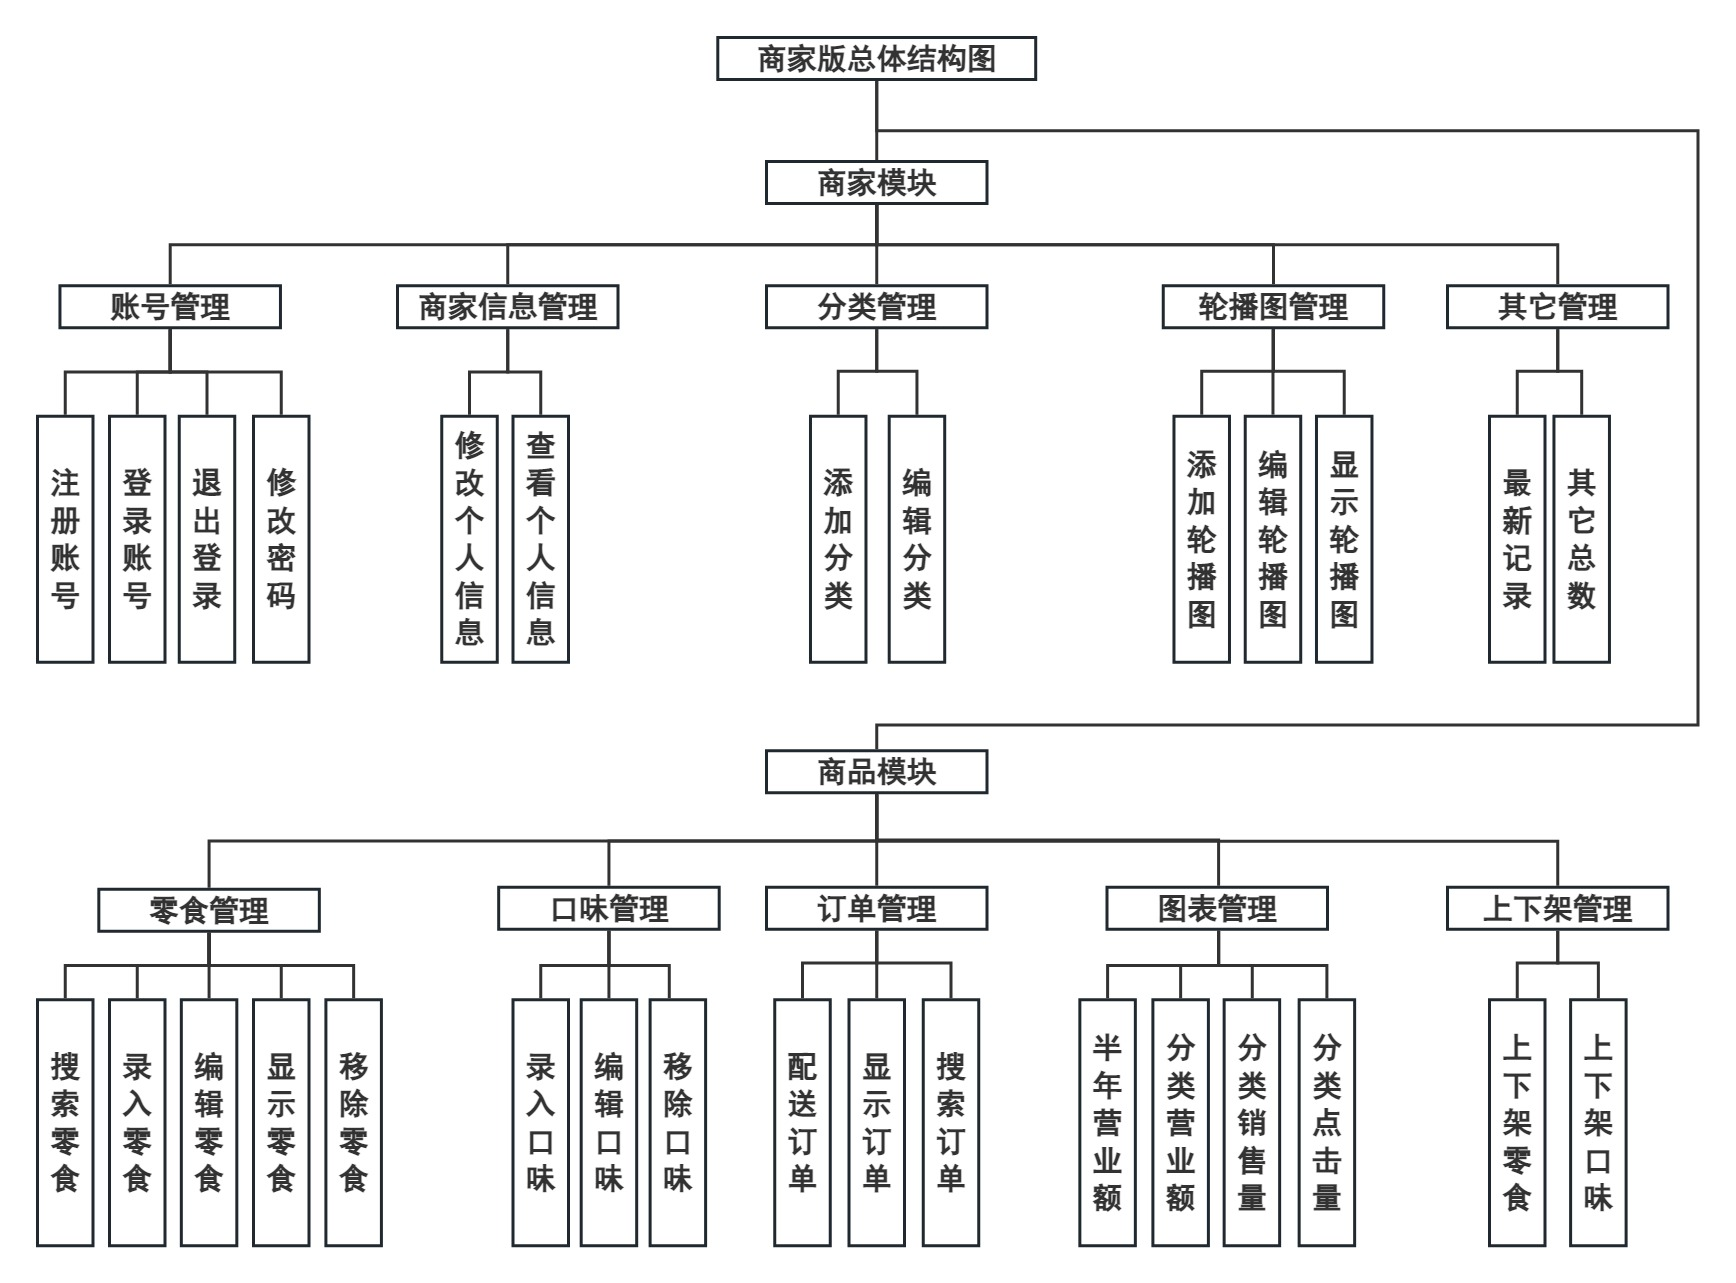 商家版总体结构图
商家模块
账号管理
商家信息管理
分类管理
轮播图管理
其它管理
注册账号
登录账号
退出登录
修改密码
修改个人信息
查看个人信息
添加分类
编辑分类
添加轮播图
编辑轮播图
显示轮播图
最新记录
其它总数
商品模块
零食管理
口味管理
订单管理
图表管理
上下架管理
搜索零食
录入零食
编辑零食
显示零食
移除零食
录入口味
编辑口味
移除口味
配送订单
显示订单
搜索订单
半年营业额
分类营业额
分类销售量
分类点击量
上下架零食
上下架口味